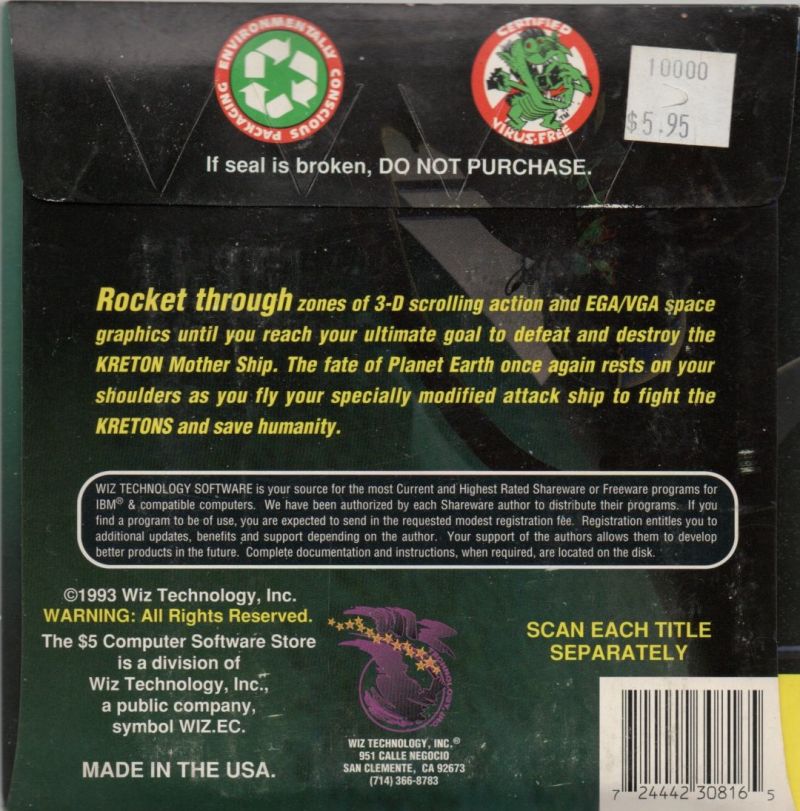 ENVIRONMENTALLY CONSCIOUS PACKAGING
CERTIFIED
VIRUS-FREE
TM
10000
$5.95
If seal is broken, DO NOT PURCHASE.
Rocket through zones of 3-D scrolling action and EGA/VGA space
graphics until you reach your ultimate goal to defeat and destroy the
KRETON Mother Ship. The fate of Planet Earth once again rests on your
shoulders as you fly your specially modified attack ship to fight the
KRETONS and save humanity.
WIZ TECHNOLOGY SOFTWARE is your source for the most Current and Highest Rated Shareware or Freeware programs for
IBM® & compatible computers. We have been authorized by each Shareware author to distribute their programs. If you
find a program to be of use, you are expected to send in the requested modest registration fee. Registration entitles you to
additional updates, benefits and support depending on the author. Your support of the authors allows them to develop
better products in the future. Complete documentation and instructions, when required, are located on the disk.
©1993 Wiz Technology, Inc.
WARNING: All Rights Reserved.
The $5 Computer Software Store
is a division of
Wiz Technology, Inc.,
a public company,
symbol WIZ.EC.
MADE IN THE USA.
WIZ TECHNOLOGY, INC.®
951 CALLE NEGOCIO
SAN CLEMENTE, CA 92673
(714) 366-8783
SCAN EACH TITLE
SEPARATELY
7 24442 30816 5